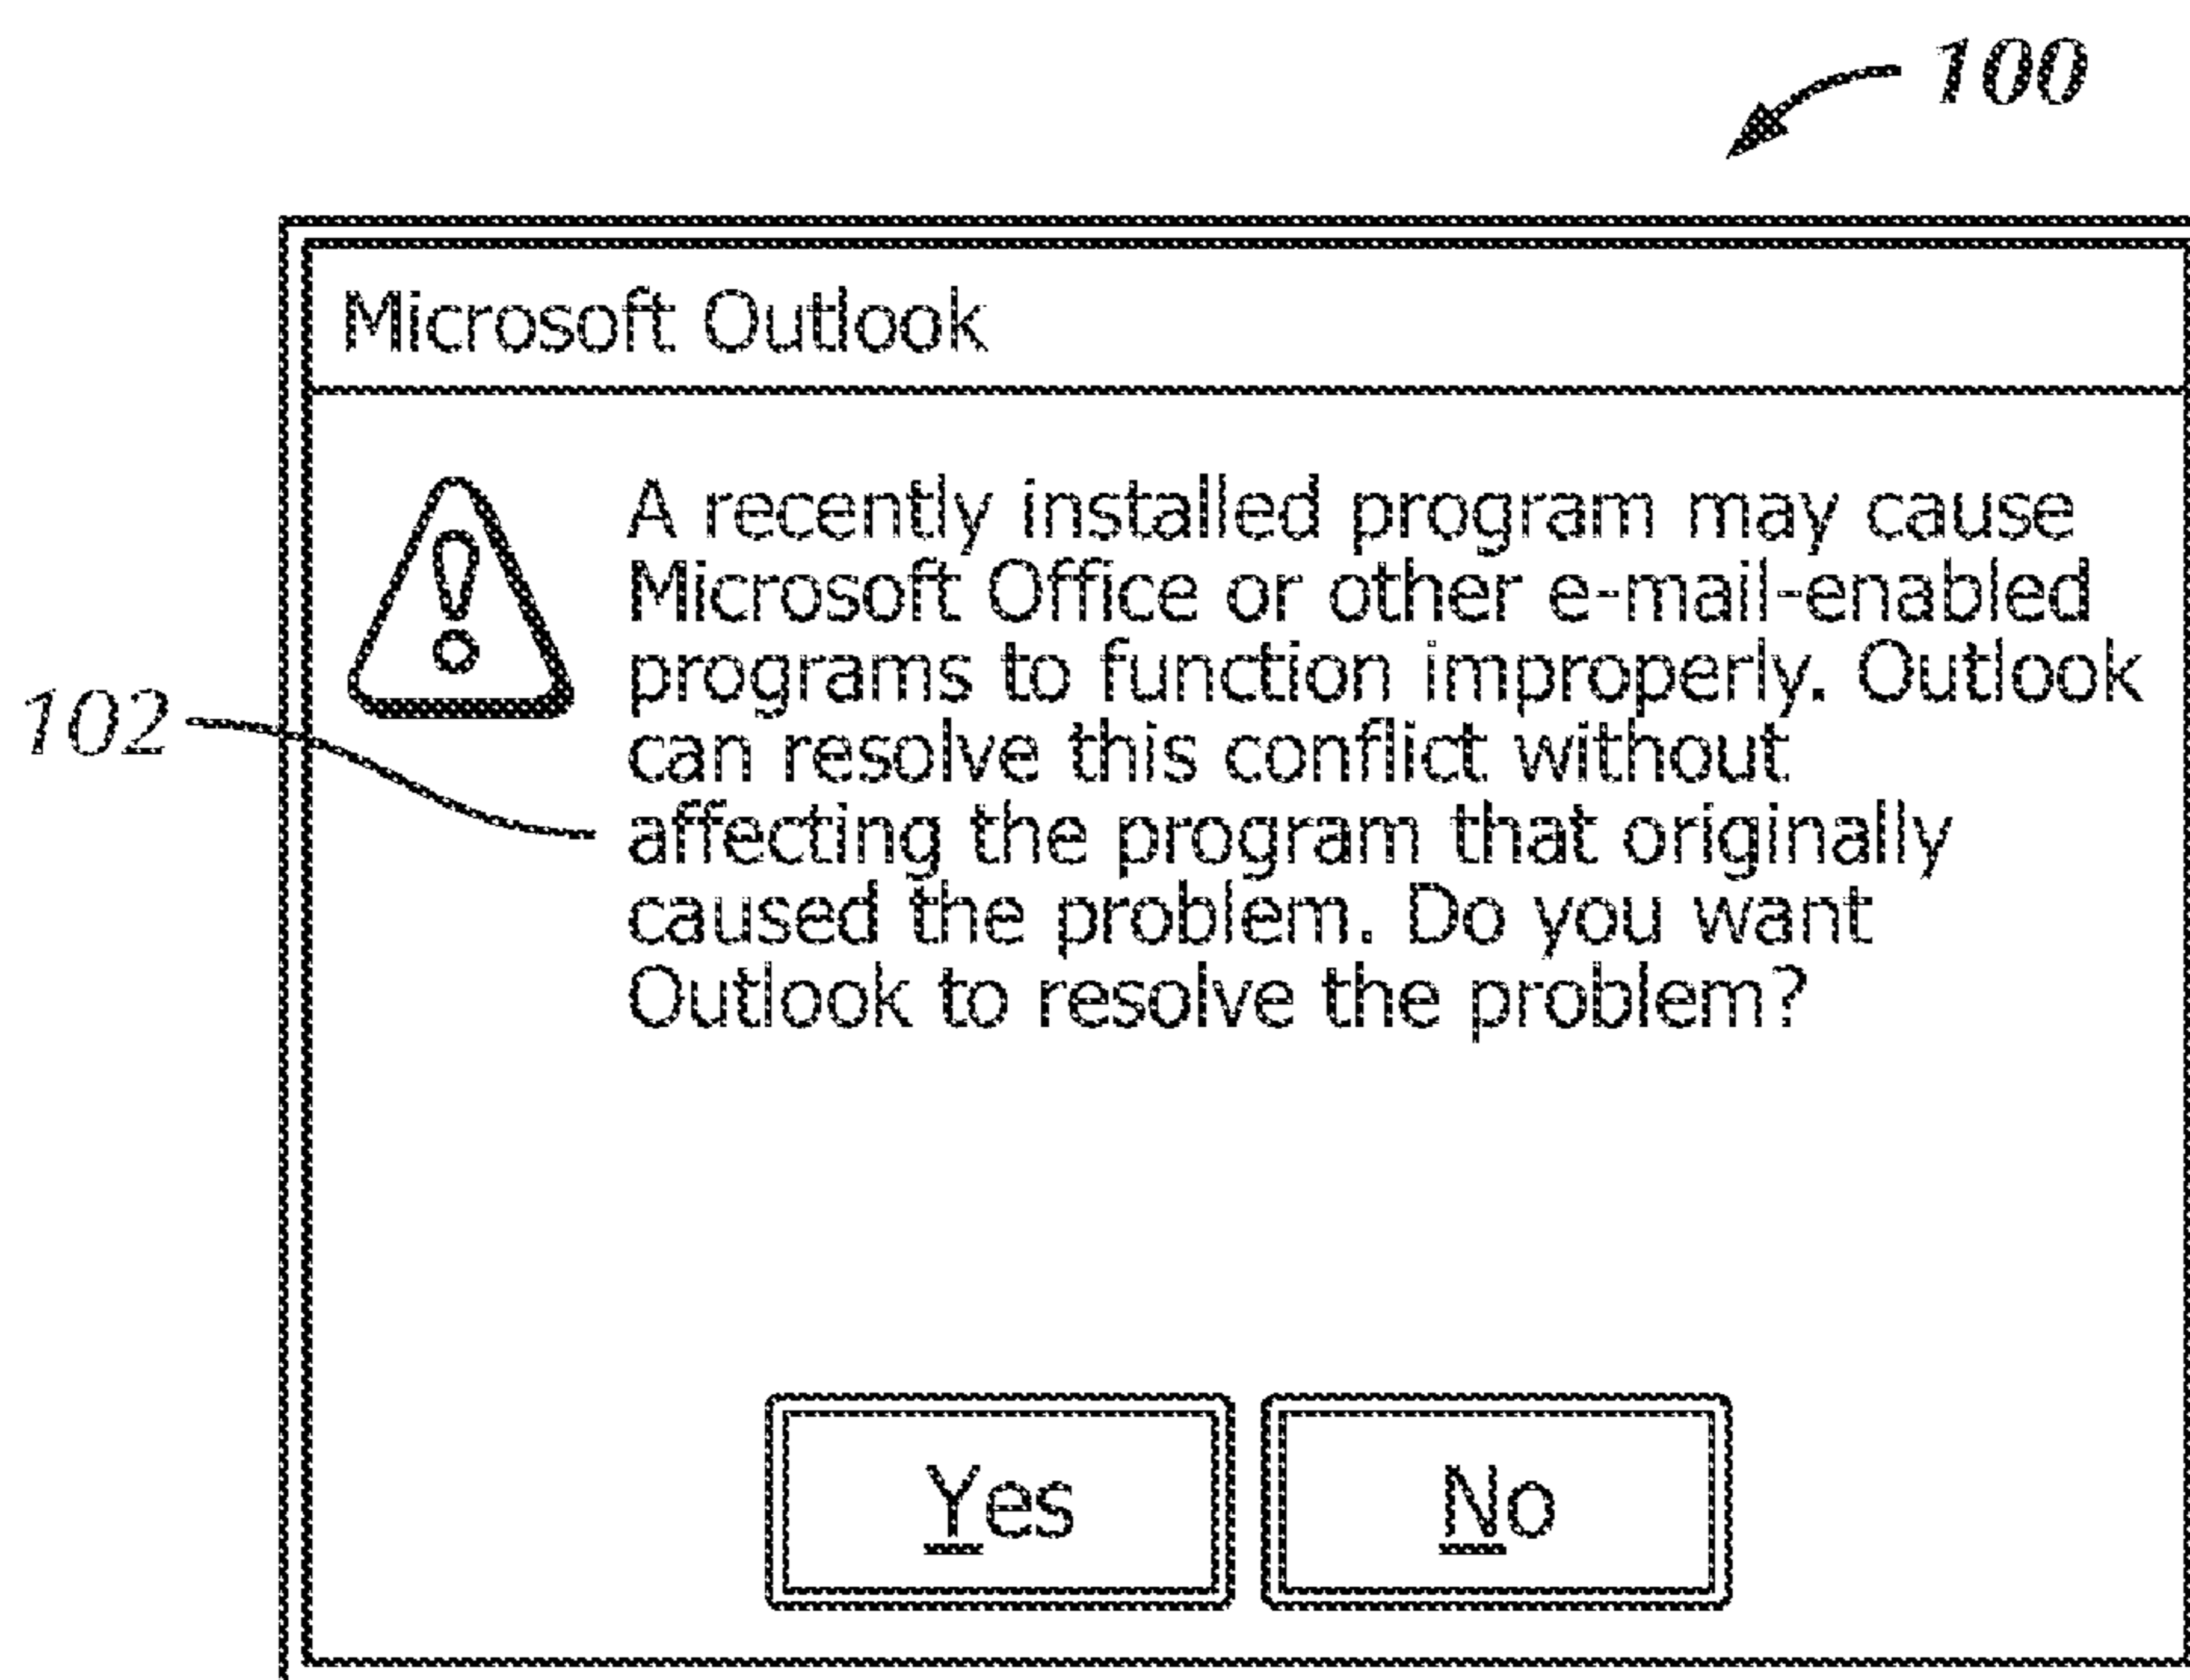 100
Microsoft Outlook
A recently installed program may cause
Microsoft Office or other e-mail-enabled
programs to function improperly. Outlook
102
can resolve this conflict without
affecting the program that originally
caused the problem. Do you want
Outlook to resolve the problem?
Yes
No